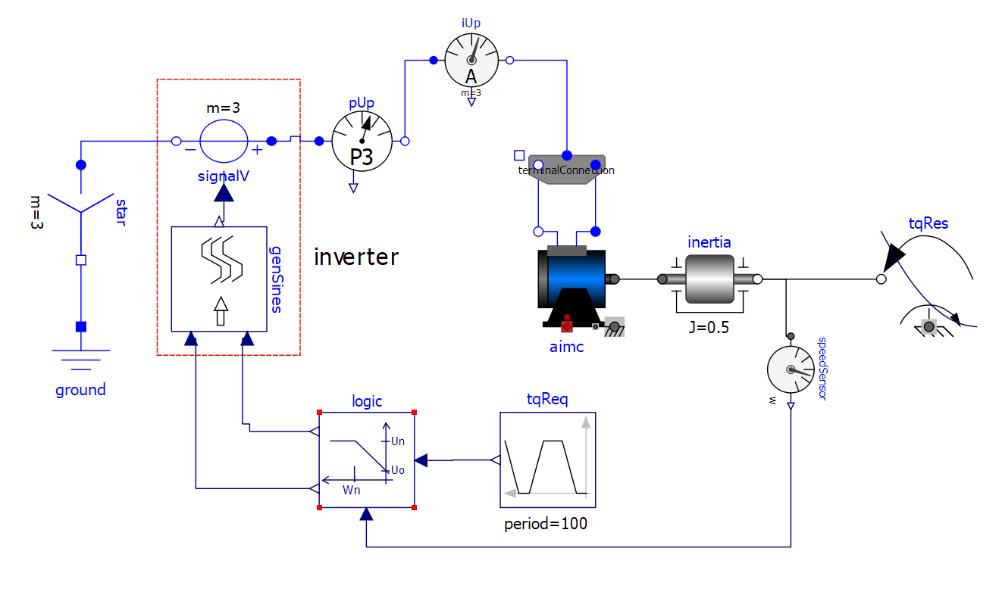 iUp
A
m=3
m=3
pUp
P3
signalV
terminalConnection
m=3
star
genSines
inverter
tqRes
inertia
J=0.5
aimc
speedSensor
w
ground
logic
Un
Uo
Wn
tqReq
period=100